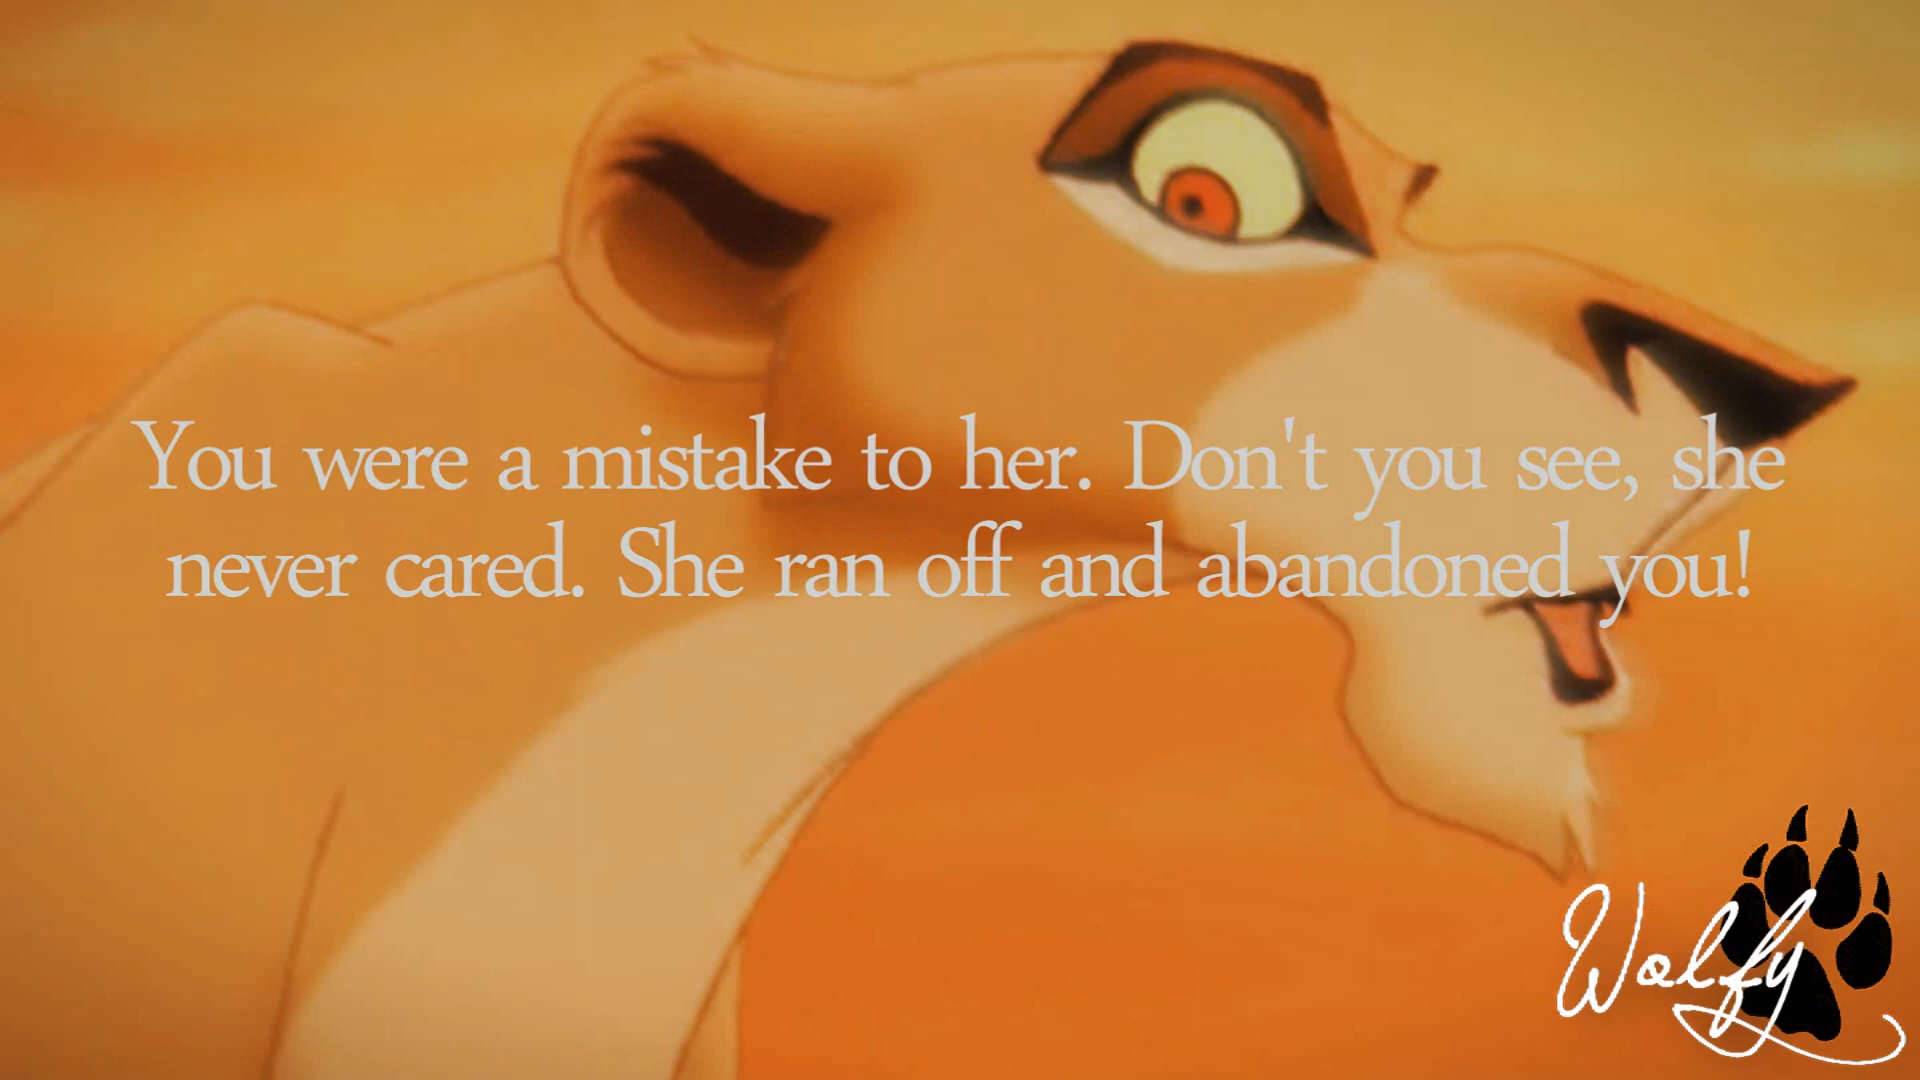 You were a mistake to her. Don't you see, she
never cared. She ran off and abandoned you!
Wolfy